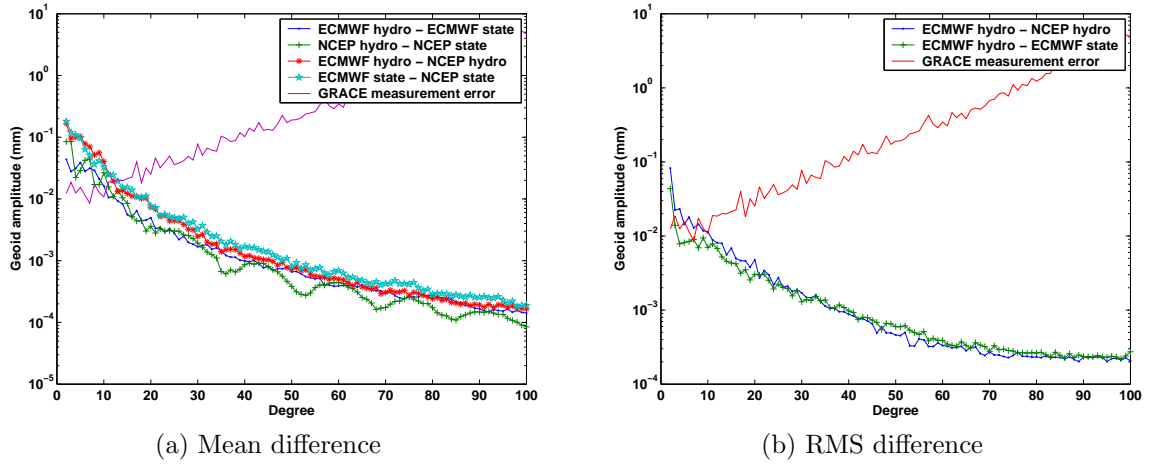 ECMWF hydro − ECMWF state
NCEP hydro − NCEP state
ECMWF hydro − NCEP hydro
ECMWF state − NCEP state
GRACE measurement error
10^1
10^0
10^−1
10^−2
10^−3
10^−4
10^−5
Geoid amplitude (mm)
0 10 20 30 40 50 60 70 80 90 100
Degree
(a) Mean difference
ECMWF hydro − NCEP hydro
ECMWF hydro − ECMWF state
GRACE measurement error
10^1
10^0
10^−1
10^−2
10^−3
10^−4
Geoid amplitude (mm)
0 10 20 30 40 50 60 70 80 90 100
Degree
(b) RMS difference